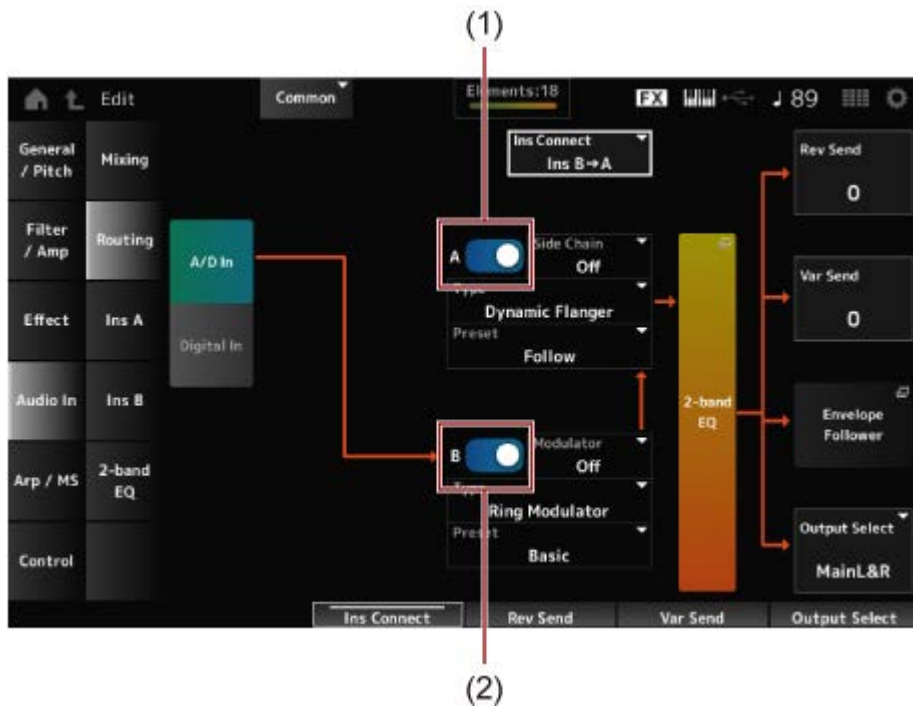 (1)
Edit
Common
Elements:18
FX
♩ 89
General
/ Pitch
Mixing
Ins Connect
Ins B→A
Rev Send
0
Filter
/ Amp
Routing
A/D In
A
Side Chain
Off
Type
Dynamic Flanger
Preset
Follow
Var Send
0
Effect
Ins A
Digital In
Audio In
Ins B
2-band
EQ
Envelope
Follower
B
Modulator
Off
Type
Ring Modulator
Preset
Basic
Arp / MS
2-band
EQ
Output Select
MainL&R
Control
Ins Connect
Rev Send
Var Send
Output Select
(2)